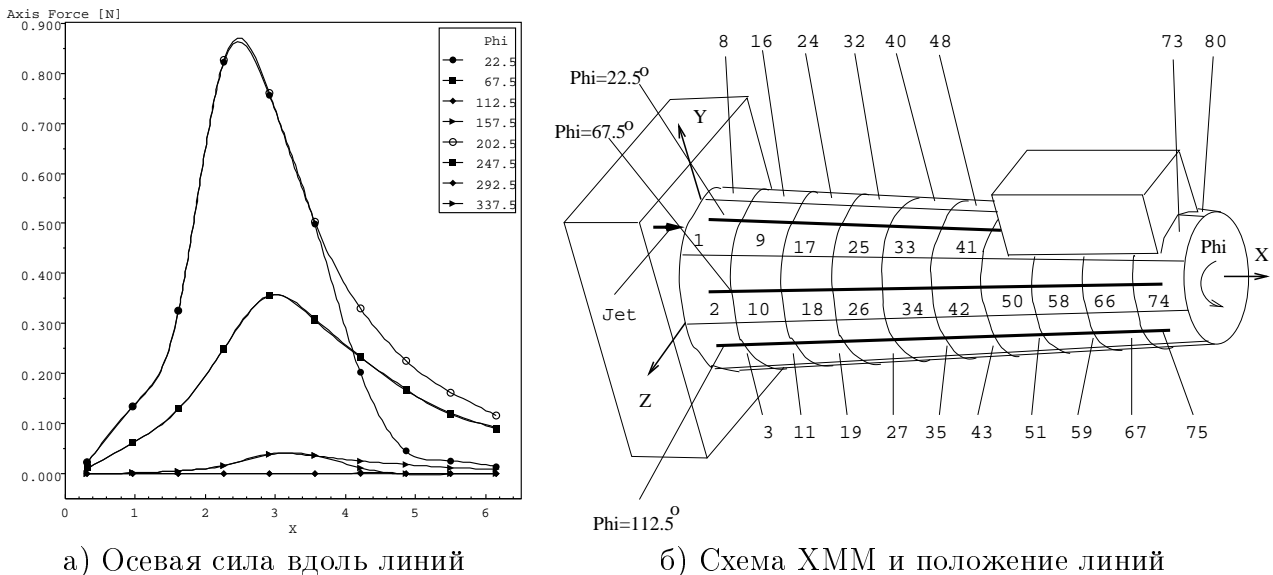 Axis Force [N]
0.900
0.800
0.700
0.600
0.500
0.400
0.300
0.200
0.100
0.000
0 1 2 3 4 5 6
X
Phi
22.5
67.5
112.5
157.5
202.5
247.5
292.5
337.5
а) Осевая сила вдоль линий
8 16 24 32 40 48 73 80
Phi=22.5°
Phi=67.5°
Y
1 9 17 25 33 41
Phi
X
Jet
2 10 18 26 34 42 50 58 66 74
Z
3 11 19 27 35 43 51 59 67 75
Phi=112.5°
б) Схема ХММ и положение линий